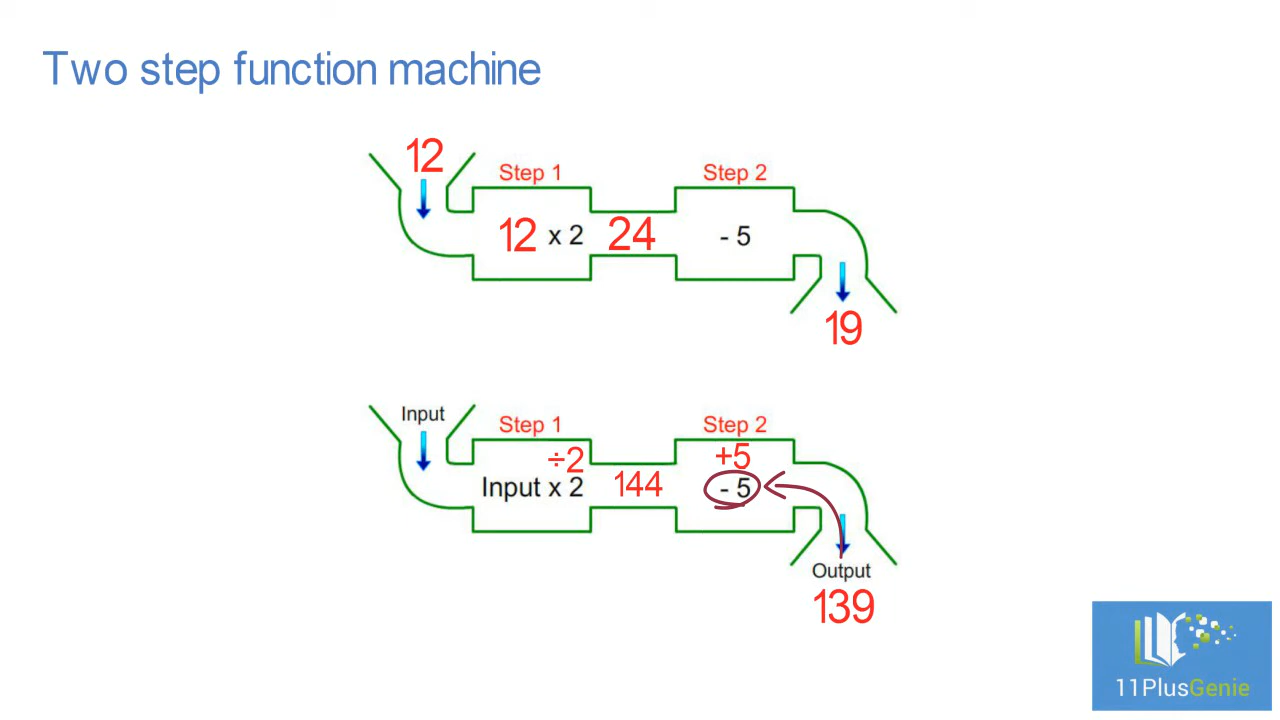 Two step function machine
12
Step 1
Step 2
12 x 2
24
- 5
19
Input
Step 1
Step 2
÷2
+5
Input x 2
144
- 5
Output
139
11PlusGenie